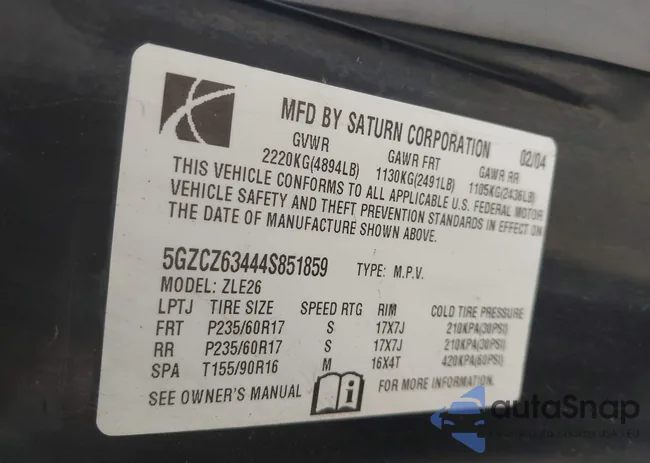 MFD BY SATURN CORPORATION 02/04
GVWR GAWR FRT GAWR RR
2220KG(4894LB) 1130KG(2491LB) 1105KG(2436LB)
THIS VEHICLE CONFORMS TO ALL APPLICABLE U.S. FEDERAL MOTOR
VEHICLE SAFETY AND THEFT PREVENTION STANDARDS IN EFFECT ON
THE DATE OF MANUFACTURE SHOWN ABOVE.
5GZCZ63444S851859 TYPE: M.P.V.
MODEL: ZLE26
LPTJ TIRE SIZE SPEED RTG RIM COLD TIRE PRESSURE
FRT P235/60R17 S 17X7J 210KPA(30PSI)
RR P235/60R17 S 17X7J 210KPA(30PSI)
SPA T155/90R16 M 16X4T 420KPA(60PSI)
SEE OWNER'S MANUAL FOR MORE INFORMATION.
autoSnap